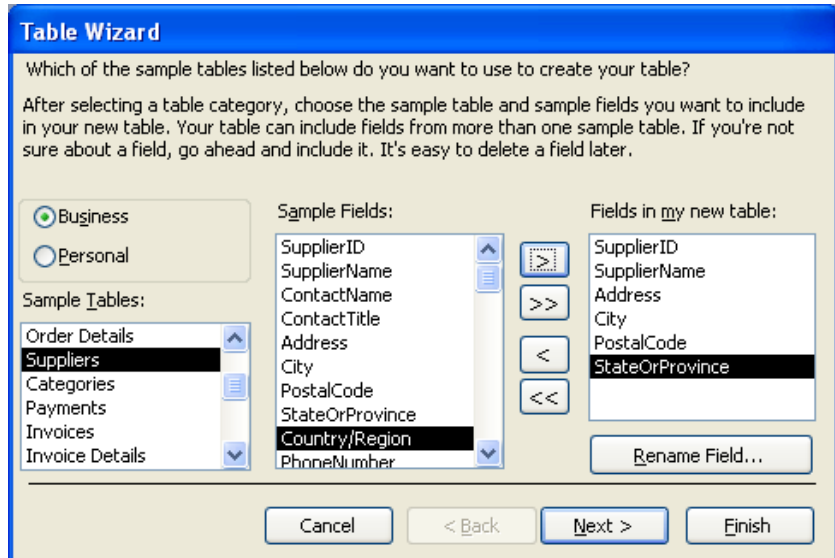 Table Wizard
Which of the sample tables listed below do you want to use to create your table?
After selecting a table category, choose the sample table and sample fields you want to include
in your new table. Your table can include fields from more than one sample table. If you're not
sure about a field, go ahead and include it. It's easy to delete a field later.
Business
Personal
Sample Tables:
Order Details
Suppliers
Categories
Payments
Invoices
Invoice Details
Sample Fields:
SupplierID
SupplierName
ContactName
ContactTitle
Address
City
PostalCode
StateOrProvince
Country/Region
PhoneNumber
>
>>
<
<<
Fields in my new table:
SupplierID
SupplierName
Address
City
PostalCode
StateOrProvince
Rename Field...
Cancel
< Back
Next >
Finish